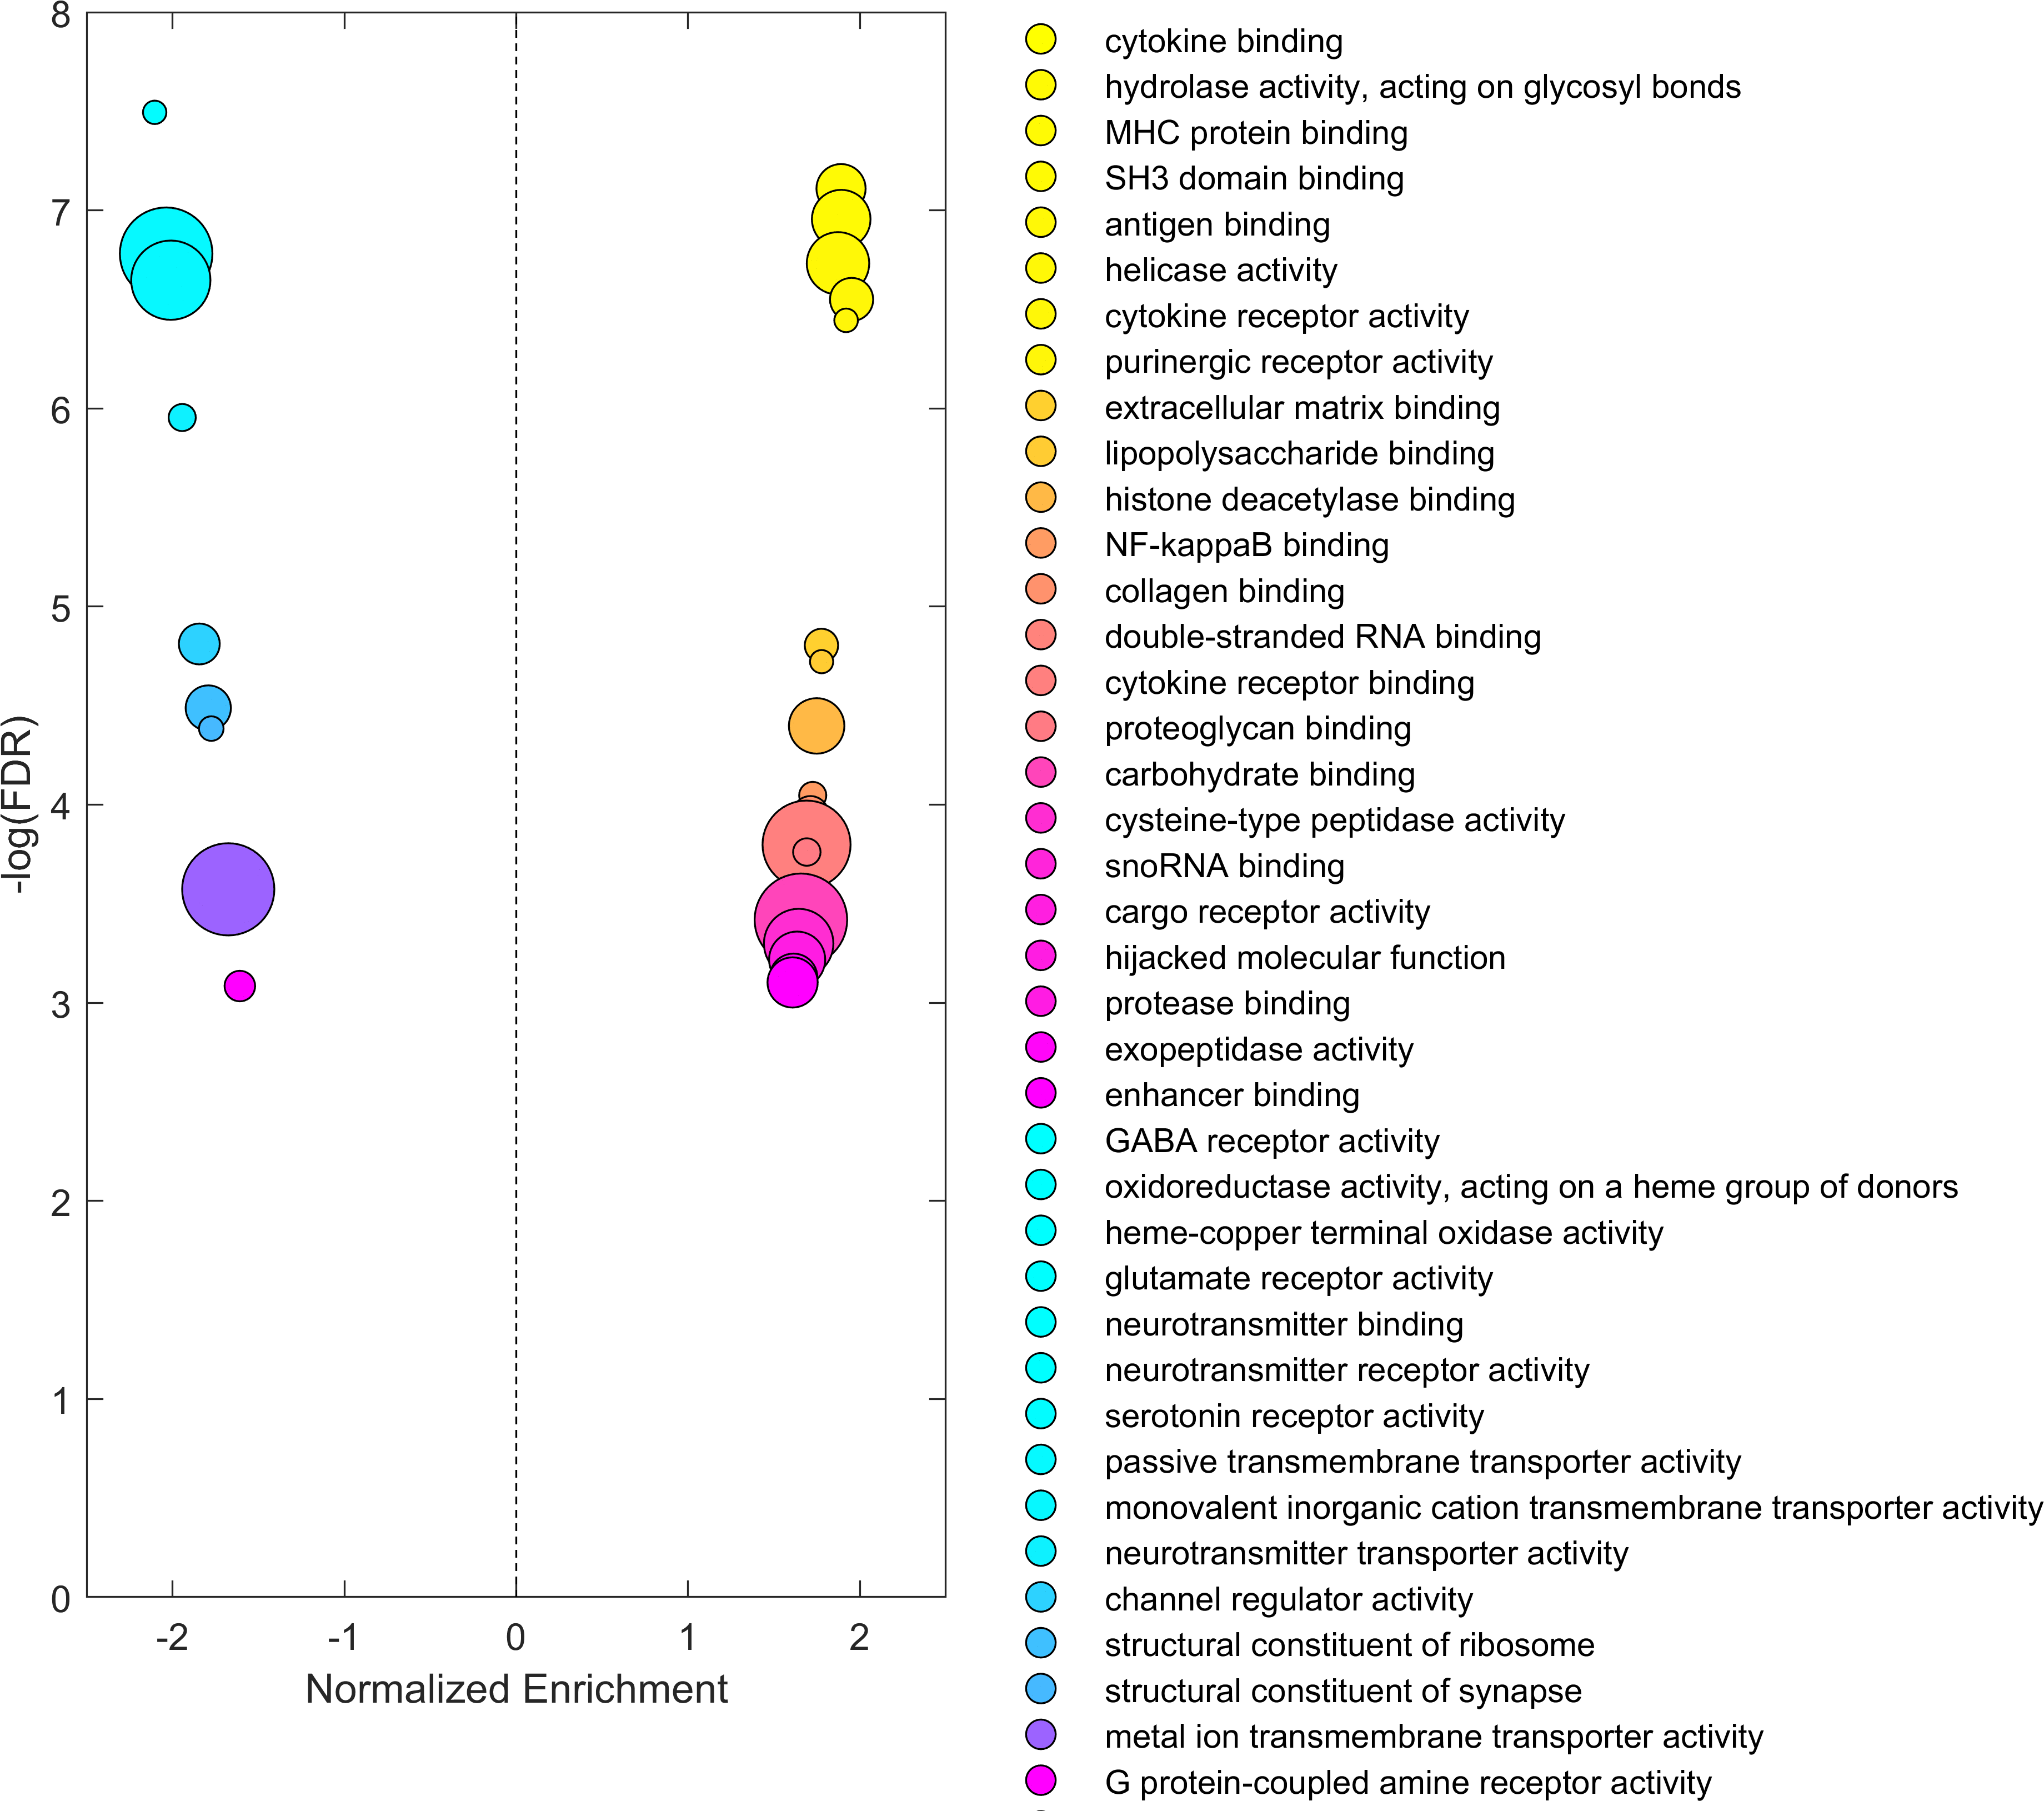 8
7
6
5
4
3
2
1
0
-log(FDR)
-2
-1
0
1
2
Normalized Enrichment
cytokine binding
hydrolase activity, acting on glycosyl bonds
MHC protein binding
SH3 domain binding
antigen binding
helicase activity
cytokine receptor activity
purinergic receptor activity
extracellular matrix binding
lipopolysaccharide binding
histone deacetylase binding
NF-kappaB binding
collagen binding
double-stranded RNA binding
cytokine receptor binding
proteoglycan binding
carbohydrate binding
cysteine-type peptidase activity
snoRNA binding
cargo receptor activity
hijacked molecular function
protease binding
exopeptidase activity
enhancer binding
GABA receptor activity
oxidoreductase activity, acting on a heme group of donors
heme-copper terminal oxidase activity
glutamate receptor activity
neurotransmitter binding
neurotransmitter receptor activity
serotonin receptor activity
passive transmembrane transporter activity
monovalent inorganic cation transmembrane transporter activity
neurotransmitter transporter activity
channel regulator activity
structural constituent of ribosome
structural constituent of synapse
metal ion transmembrane transporter activity
G protein-coupled amine receptor activity